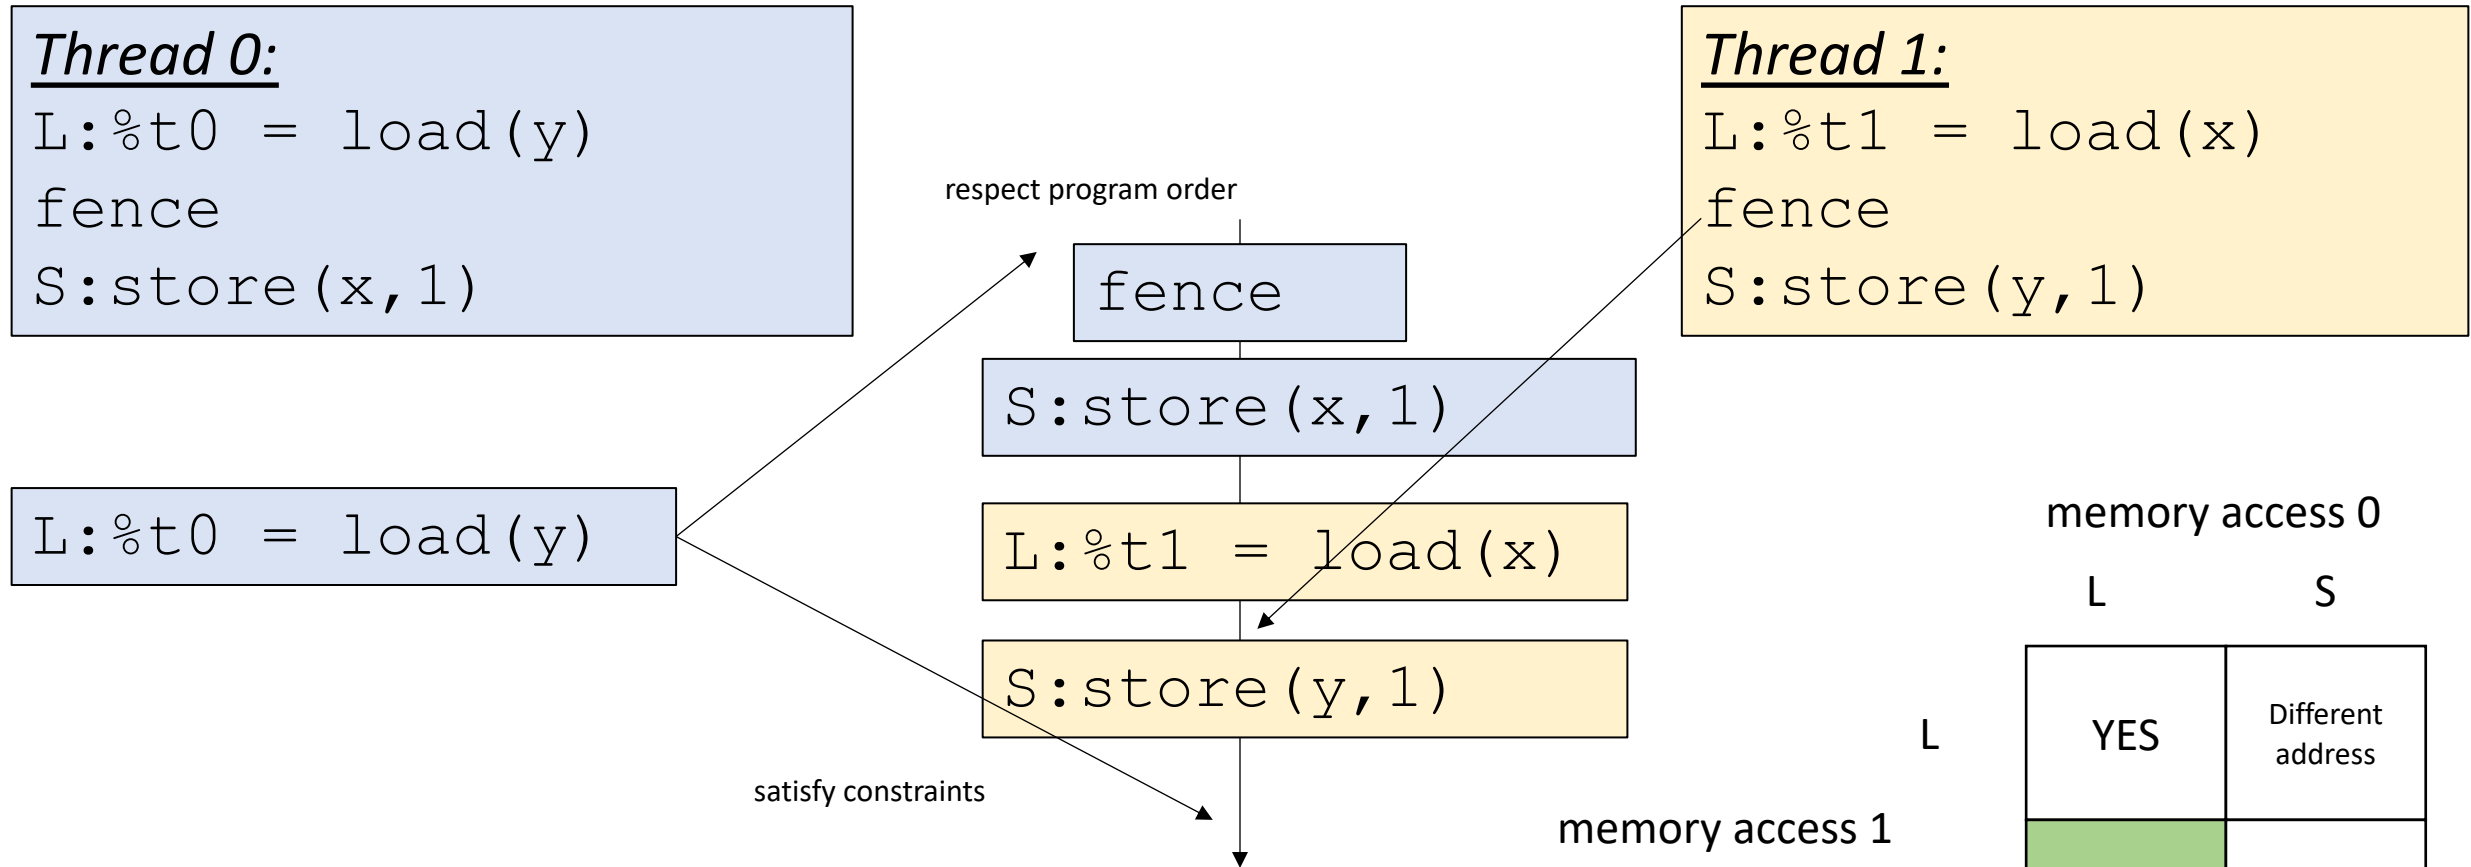 Thread 0:
L:%t0 = load(y)
fence
S:store(x,1)
Thread 1:
L:%t1 = load(x)
fence
S:store(y,1)
respect program order
fence
S:store(x,1)
L:%t0 = load(y)
L:%t1 = load(x)
S:store(y,1)
satisfy constraints
memory access 0
L S
L YES Different
address
memory access 1